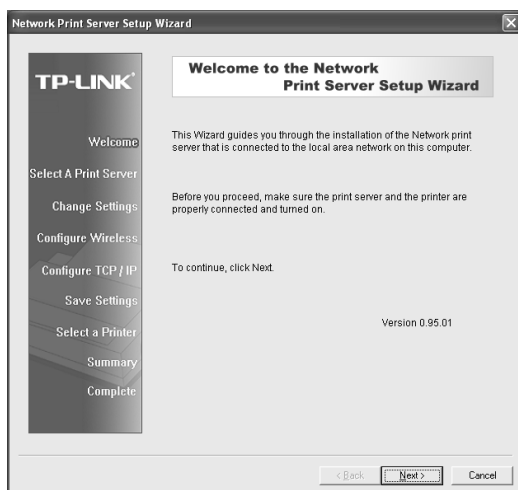 Network Print Server Setup Wizard
TP-LINK
Welcome
Select A Print Server
Change Settings
Configure Wireless
Configure TCP / IP
Save Settings
Select a Printer
Summary
Complete
Welcome to the Network
Print Server Setup Wizard
This Wizard guides you through the installation of the Network print
server that is connected to the local area network on this computer.
Before you proceed, make sure the print server and the printer are
properly connected and turned on.
To continue, click Next.
Version 0.95.01
< Back
Next >
Cancel